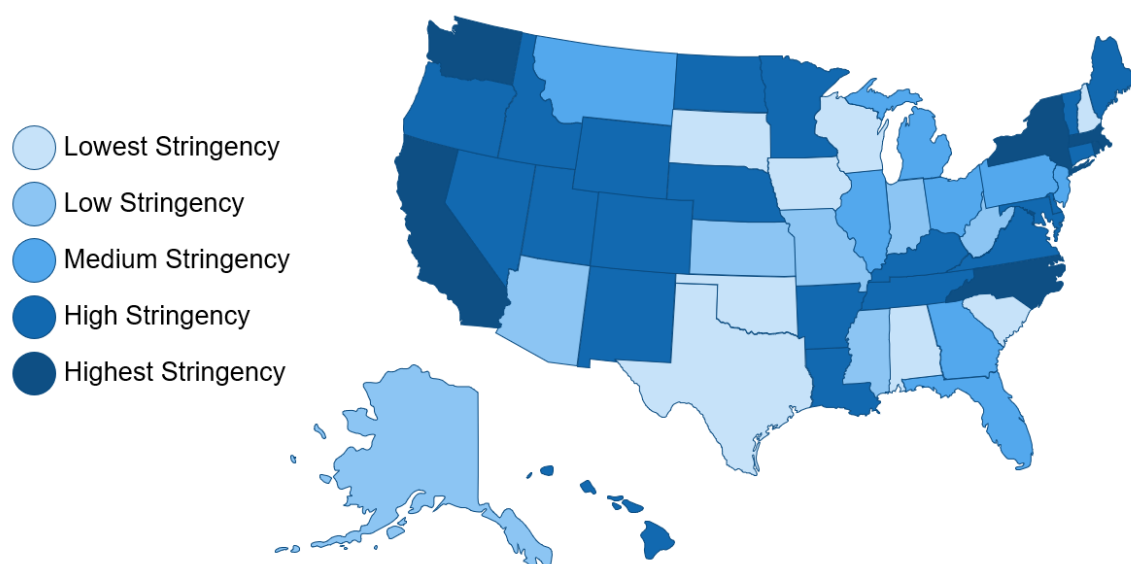 Lowest Stringency
Low Stringency
Medium Stringency
High Stringency
Highest Stringency